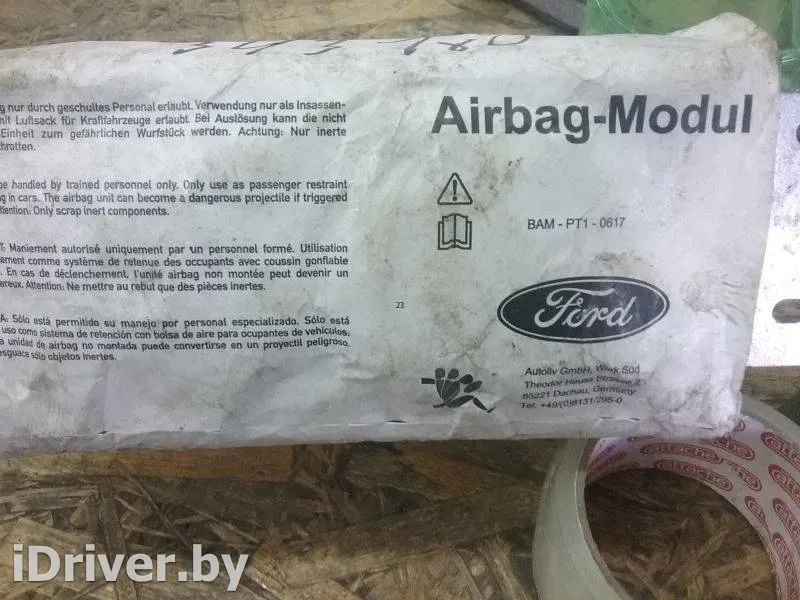 g nur durch geschultes Personal erlaubt. Verwendung nur als Insassen-
mit Luftsack für Kraftfahrzeuge erlaubt. Bei Auslösung kann die nicht
Einheit zum gefährlichen Wurfstück werden. Achtung: Nur inerte
chrotten.
be handled by trained personnel only. Only use as passenger restraint
g in cars. The airbag unit can become a dangerous projectile if triggered
ttention: Only scrap inert components.
T: Maniement autorisé uniquement par un personnel formé. Utilisation
ement comme système de retenue des occupants avec coussin gonflable
. En cas de déclenchement, l'unité airbag non montée peut devenir un
ereux. Attention: Ne mettre au rebut que des pièces inertes.
A: Sólo está permitido su manejo por personal especializado. Sólo está
uso como sistema de retención con bolsa de aire para ocupantes de vehículos.
a unidad de airbag no montada puede convertirse en un proyectil peligroso.
esguace sólo objetos inertes.
23
Airbag-Modul
BAM - PT1 - 0617
Ford
Autoliv GmbH, Werk Süd
Theodor Heuss Strasse 2
85221 Dachau, Germany
Tel. +49/(0)8131/295-0
attache
attache
attache
iDriver.by